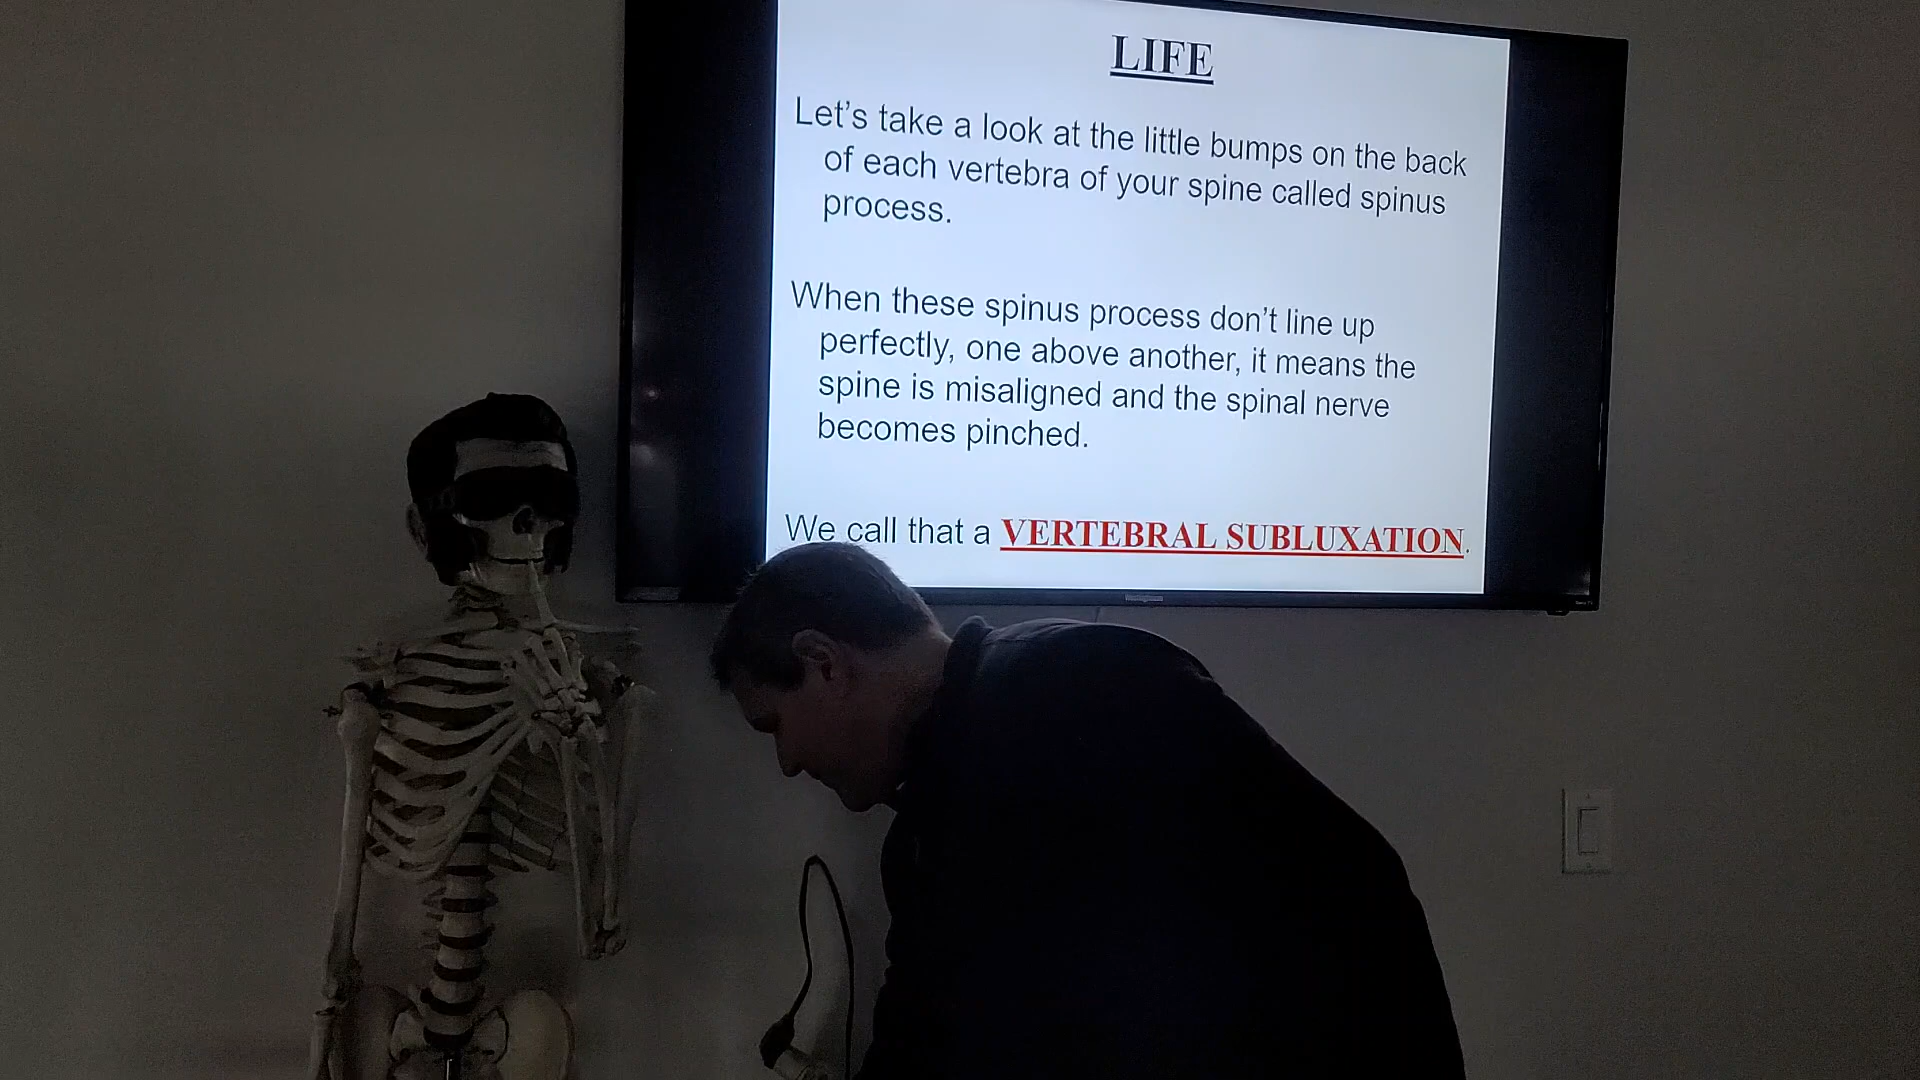 LIFE
Let's take a look at the little bumps on the back
of each vertebra of your spine called spinus
process.
When these spinus process don't line up
perfectly, one above another, it means the
spine is misaligned and the spinal nerve
becomes pinched.
We call that a VERTEBRAL SUBLUXATION.